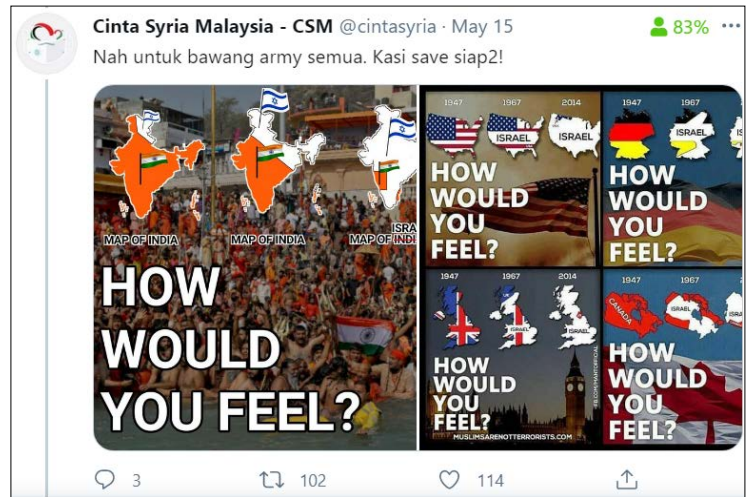 Cinta Syria Malaysia - CSM @cintasyria · May 15
83%
Nah untuk bawang army semua. Kasi save siap2!
MAP OF INDIA
MAP OF INDIA
ISRA
MAP OF INDI
HOW
WOULD
YOU FEEL?
1947 1967 2014
ISRAEL
ISRAEL
HOW
WOULD
YOU
FEEL?
1947 1967
ISRAEL
HOW
WOULD
YOU
FEEL?
1947 1967 2014
ISRAEL
ISRAEL
HOW
WOULD
YOU
FEEL?
MUSLIMSARENOTTERRORISTS.COM
1947 1967
CANADA
ISRAEL
ISRA
HOW
WOULD
YOU
FEEL?
3 102 114